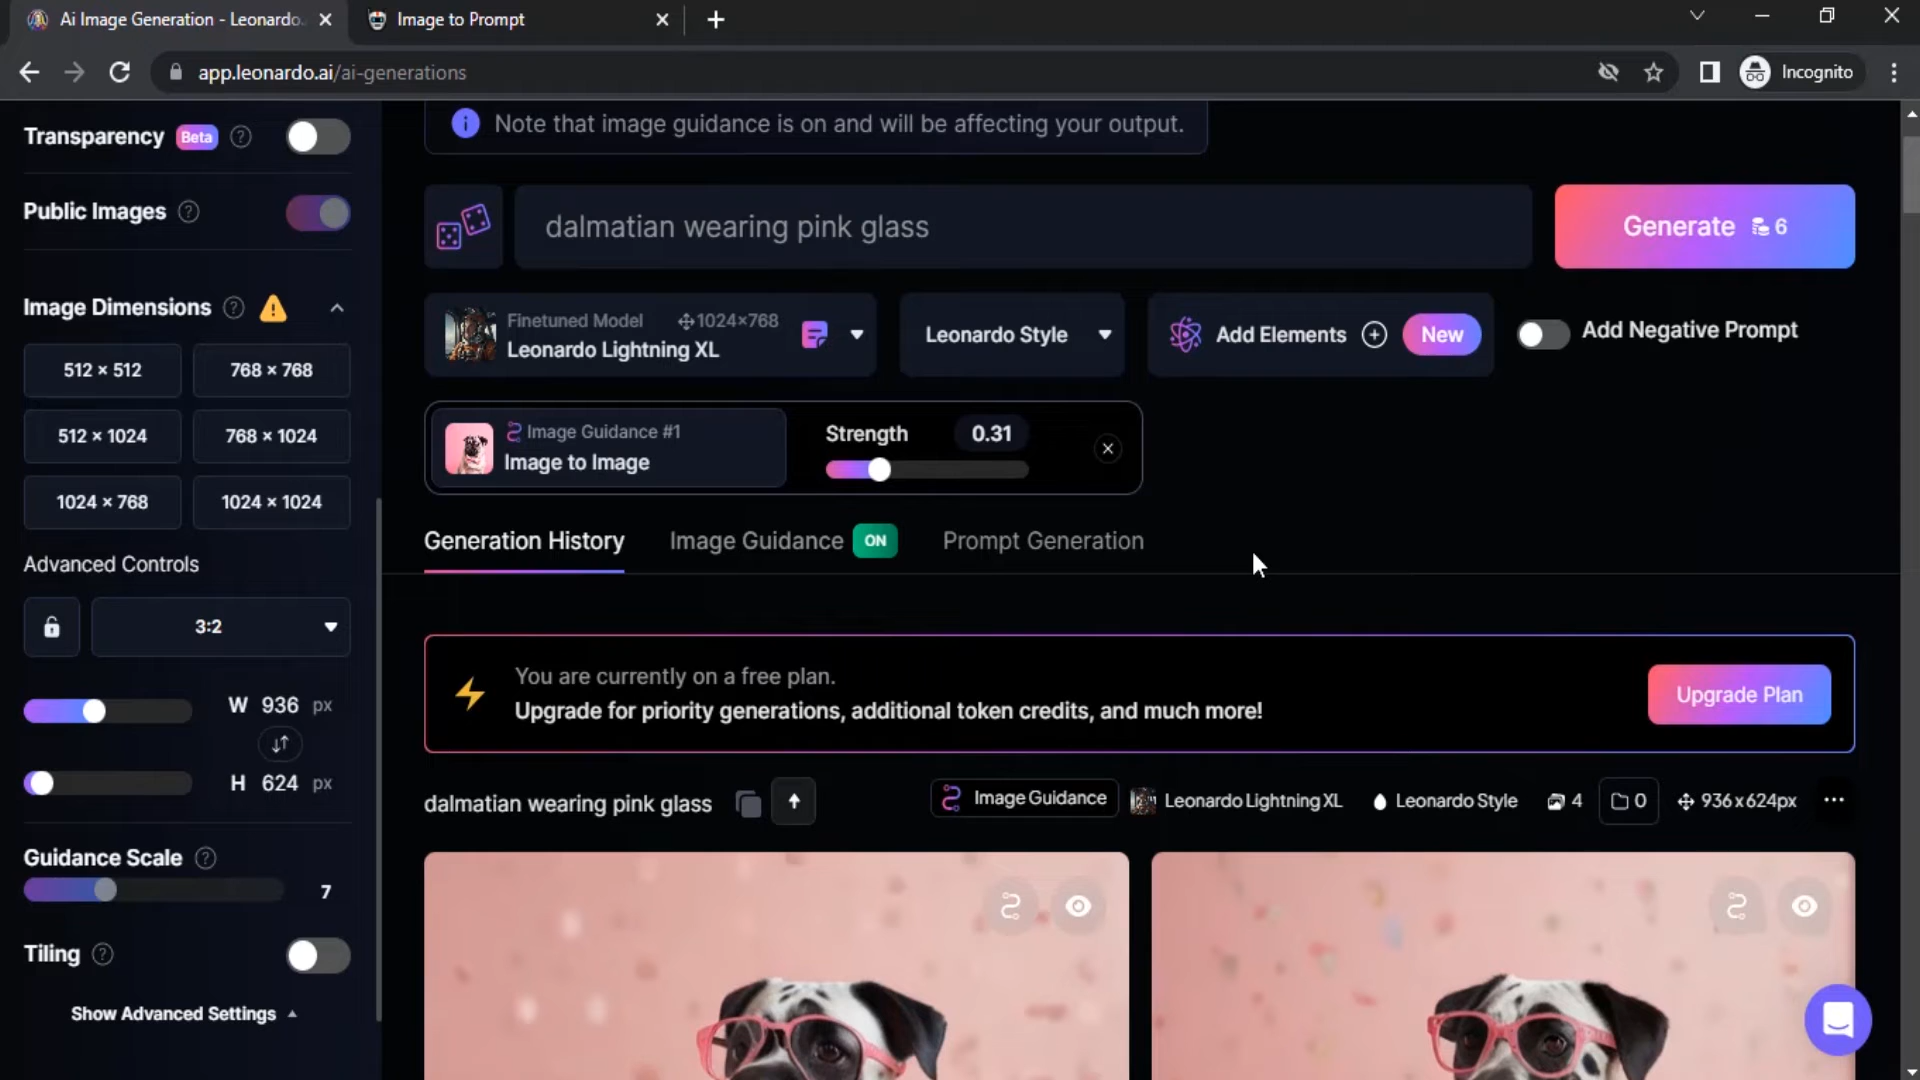 Ai Image Generation - Leonardo.
Image to Prompt
app.leonardo.ai/ai-generations
Incognito
Transparency Beta ?
Public Images ?
Image Dimensions ?
512 × 512
768 × 768
512 × 1024
768 × 1024
1024 × 768
1024 × 1024
Advanced Controls
3:2
W 936 px
H 624 px
Guidance Scale ?
7
Tiling ?
Show Advanced Settings
Note that image guidance is on and will be affecting your output.
dalmatian wearing pink glass
Generate 6
Finetuned Model 1024×768
Leonardo Lightning XL
Leonardo Style
Add Elements New
Add Negative Prompt
Image Guidance #1
Image to Image
Strength 0.31
Generation History
Image Guidance ON
Prompt Generation
You are currently on a free plan.
Upgrade for priority generations, additional token credits, and much more!
Upgrade Plan
dalmatian wearing pink glass
Image Guidance
Leonardo Lightning XL
Leonardo Style
4
0
936x624px